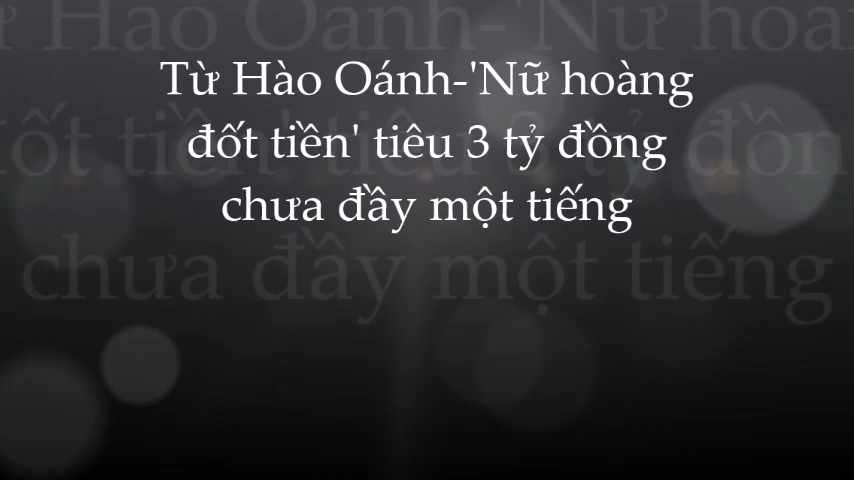 Từ Hào Oánh-'Nữ hoàng
đốt tiền' tiêu 3 tỷ đồng
chưa đầy một tiếng